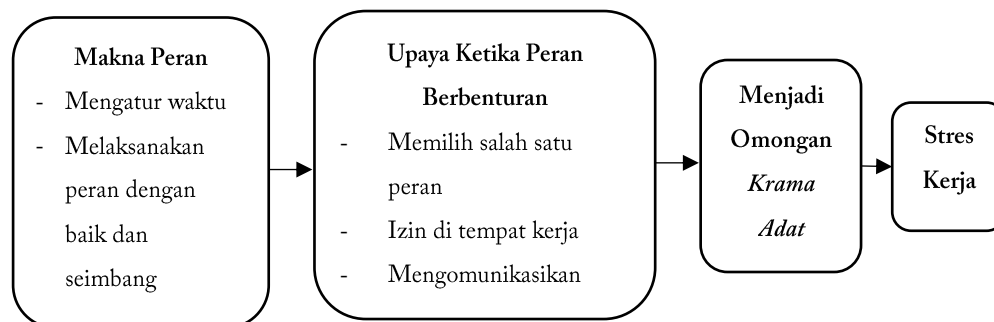 Makna Peran
- Mengatur waktu
- Melaksanakan
peran dengan
baik dan
seimbang
Upaya Ketika Peran
Berbenturan
- Memilih salah satu
peran
- Izin di tempat kerja
- Mengomunikasikan
Menjadi
Omongan
Krama
Adat
Stres
Kerja